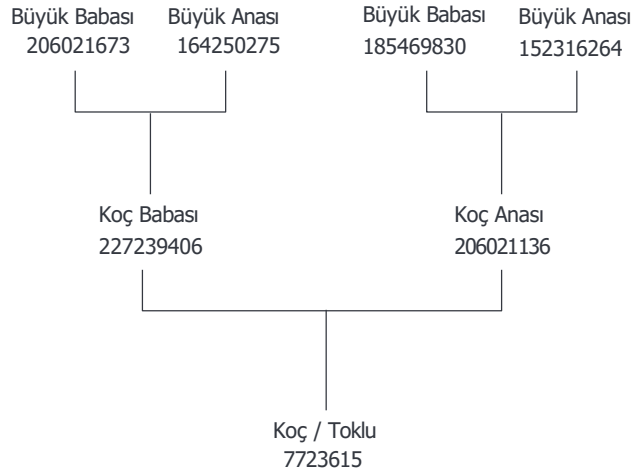 Büyük Babası
206021673
Büyük Anası
164250275
Büyük Babası
185469830
Büyük Anası
152316264
Koç Babası
227239406
Koç Anası
206021136
Koç / Toklu
7723615